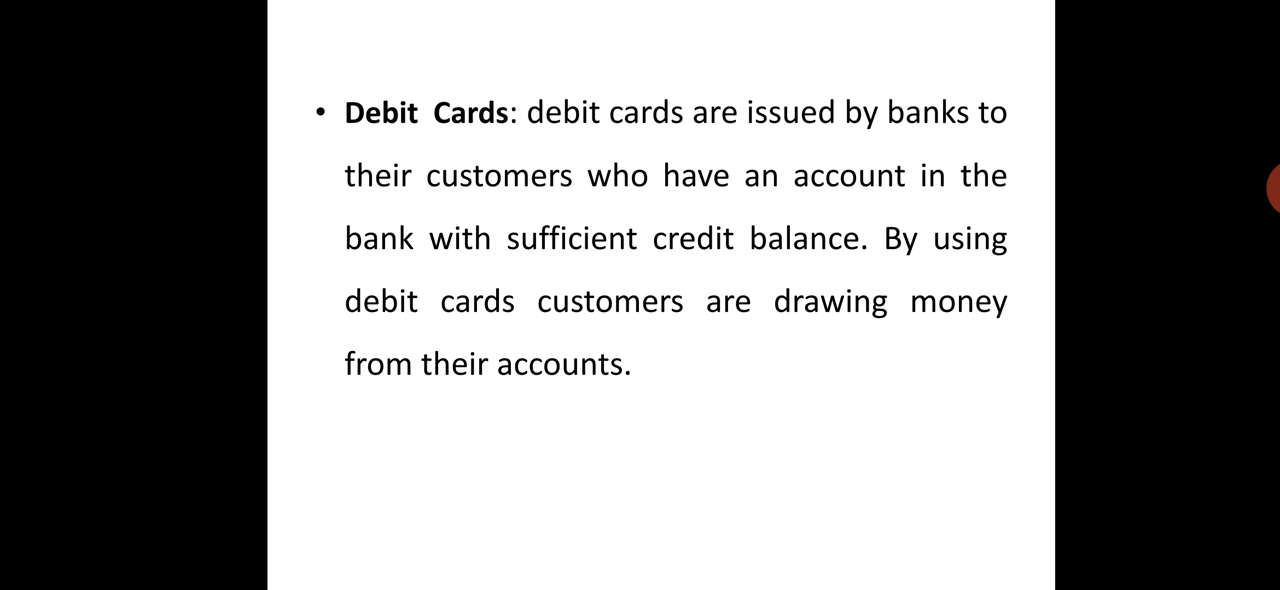 • Debit Cards: debit cards are issued by banks to
their customers who have an account in the
bank with sufficient credit balance. By using
debit cards customers are drawing money
from their accounts.